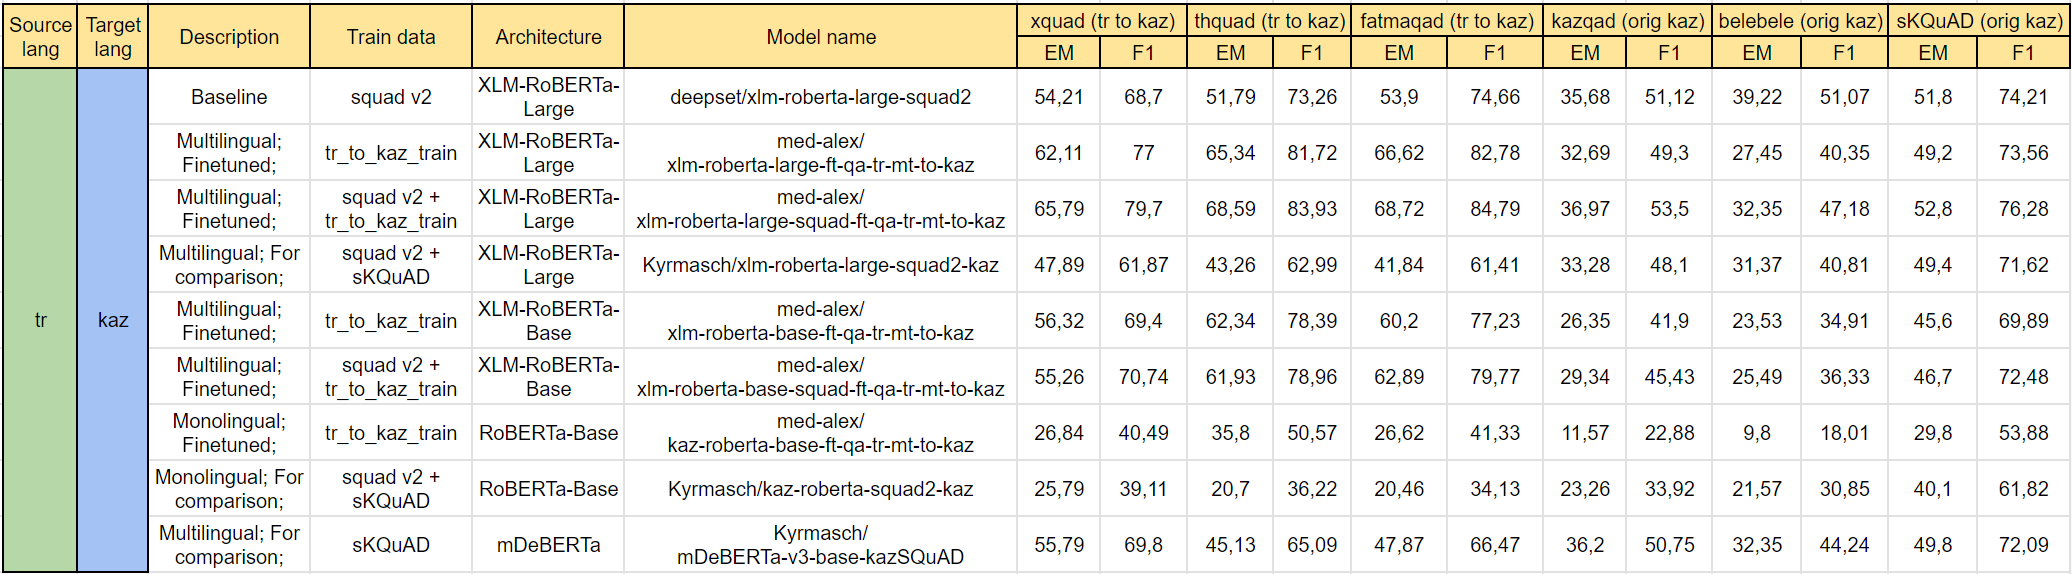 Source lang | Target lang | Description | Train data | Architecture | Model name | xquad (tr to kaz) | thquad (tr to kaz) | fatmaqad (tr to kaz) | kazqad (orig kaz) | belebele (orig kaz) | sKQuAD (orig kaz)
EM | F1 | EM | F1 | EM | F1 | EM | F1 | EM | F1 | EM | F1
tr | kaz
Baseline | squad v2 | XLM-RoBERTa-Large | deepset/xlm-roberta-large-squad2 | 54,21 | 68,7 | 51,79 | 73,26 | 53,9 | 74,66 | 35,68 | 51,12 | 39,22 | 51,07 | 51,8 | 74,21
Multilingual; Finetuned; | tr_to_kaz_train | XLM-RoBERTa-Large | med-alex/xlm-roberta-large-ft-qa-tr-mt-to-kaz | 62,11 | 77 | 65,34 | 81,72 | 66,62 | 82,78 | 32,69 | 49,3 | 27,45 | 40,35 | 49,2 | 73,56
Multilingual; Finetuned; | squad v2 + tr_to_kaz_train | XLM-RoBERTa-Large | med-alex/xlm-roberta-large-squad-ft-qa-tr-mt-to-kaz | 65,79 | 79,7 | 68,59 | 83,93 | 68,72 | 84,79 | 36,97 | 53,5 | 32,35 | 47,18 | 52,8 | 76,28
Multilingual; For comparison; | squad v2 + sKQuAD | XLM-RoBERTa-Large | Kyrmasch/xlm-roberta-large-squad2-kaz | 47,89 | 61,87 | 43,26 | 62,99 | 41,84 | 61,41 | 33,28 | 48,1 | 31,37 | 40,81 | 49,4 | 71,62
Multilingual; Finetuned; | tr_to_kaz_train | XLM-RoBERTa-Base | med-alex/xlm-roberta-base-ft-qa-tr-mt-to-kaz | 56,32 | 69,4 | 62,34 | 78,39 | 60,2 | 77,23 | 26,35 | 41,9 | 23,53 | 34,91 | 45,6 | 69,89
Multilingual; Finetuned; | squad v2 + tr_to_kaz_train | XLM-RoBERTa-Base | med-alex/xlm-roberta-base-squad-ft-qa-tr-mt-to-kaz | 55,26 | 70,74 | 61,93 | 78,96 | 62,89 | 79,77 | 29,34 | 45,43 | 25,49 | 36,33 | 46,7 | 72,48
Monolingual; Finetuned; | tr_to_kaz_train | RoBERTa-Base | med-alex/kaz-roberta-base-ft-qa-tr-mt-to-kaz | 26,84 | 40,49 | 35,8 | 50,57 | 26,62 | 41,33 | 11,57 | 22,88 | 9,8 | 18,01 | 29,8 | 53,88
Monolingual; For comparison; | squad v2 + sKQuAD | RoBERTa-Base | Kyrmasch/kaz-roberta-squad2-kaz | 25,79 | 39,11 | 20,7 | 36,22 | 20,46 | 34,13 | 23,26 | 33,92 | 21,57 | 30,85 | 40,1 | 61,82
Multilingual; For comparison; | sKQuAD | mDeBERTa | Kyrmasch/mDeBERTa-v3-base-kazSQuAD | 55,79 | 69,8 | 45,13 | 65,09 | 47,87 | 66,47 | 36,2 | 50,75 | 32,35 | 44,24 | 49,8 | 72,09